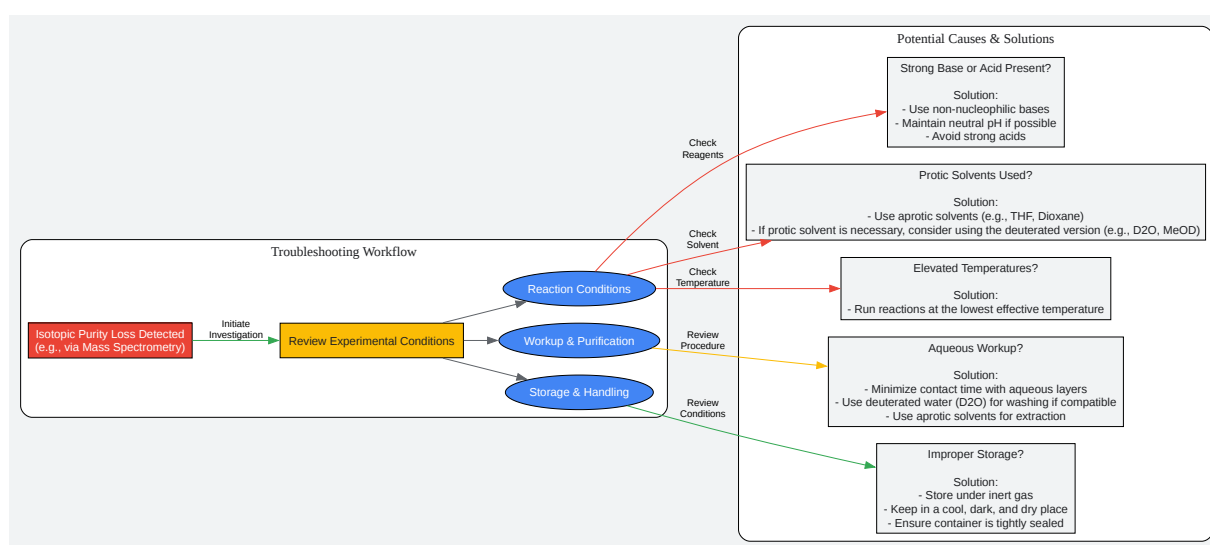 Troubleshooting Workflow
Isotopic Purity Loss Detected
(e.g., via Mass Spectrometry)
Initiate
Investigation
Review Experimental Conditions
Reaction Conditions
Workup & Purification
Storage & Handling
Check
Reagents
Check
Solvent
Check
Temperature
Review
Procedure
Review
Conditions
Potential Causes & Solutions
Strong Base or Acid Present?
Solution:
- Use non-nucleophilic bases
- Maintain neutral pH if possible
- Avoid strong acids
Protic Solvents Used?
Solution:
- Use aprotic solvents (e.g., THF, Dioxane)
- If protic solvent is necessary, consider using the deuterated version (e.g., D2O, MeOD)
Elevated Temperatures?
Solution:
- Run reactions at the lowest effective temperature
Aqueous Workup?
Solution:
- Minimize contact time with aqueous layers
- Use deuterated water (D2O) for washing if compatible
- Use aprotic solvents for extraction
Improper Storage?
Solution:
- Store under inert gas
- Keep in a cool, dark, and dry place
- Ensure container is tightly sealed